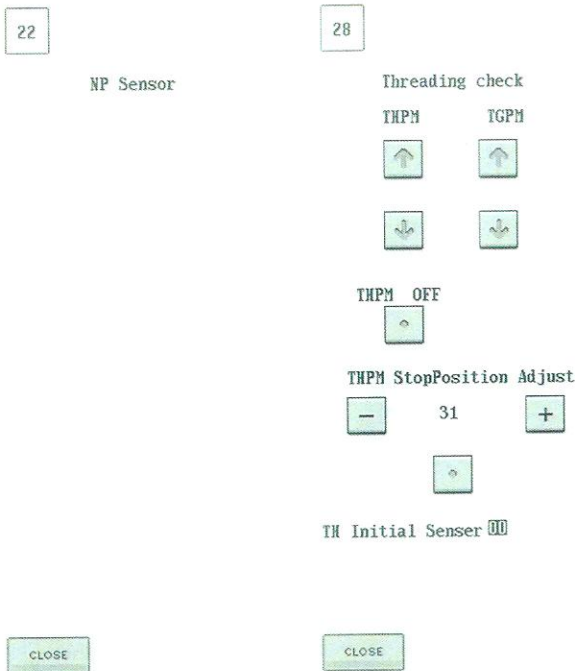 22
NP Sensor
CLOSE
28
Threading check
THPM TGPM
THPM OFF
THPM StopPosition Adjust
− 31 +
TH Initial Senser 00
CLOSE